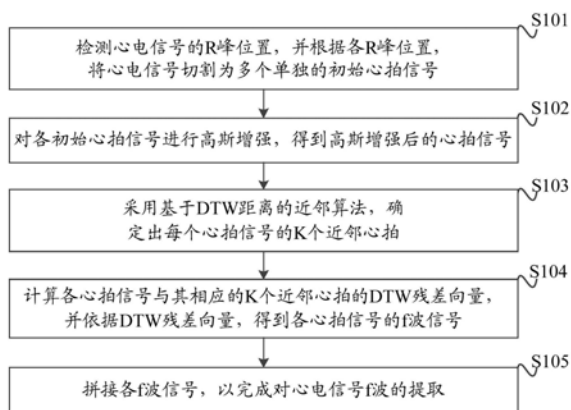 S101
检测心电信号的R峰位置，并根据各R峰位置，
将心电信号切割为多个单独的初始心拍信号
S102
对各初始心拍信号进行高斯增强，得到高斯增强后的心拍信号
S103
采用基于DTW距离的近邻算法，确
定出每个心拍信号的K个近邻心拍
S104
计算各心拍信号与其相应的K个近邻心拍的DTW残差向量，
并依据DTW残差向量，得到各心拍信号的f波信号
S105
拼接各f波信号，以完成对心电信号f波的提取